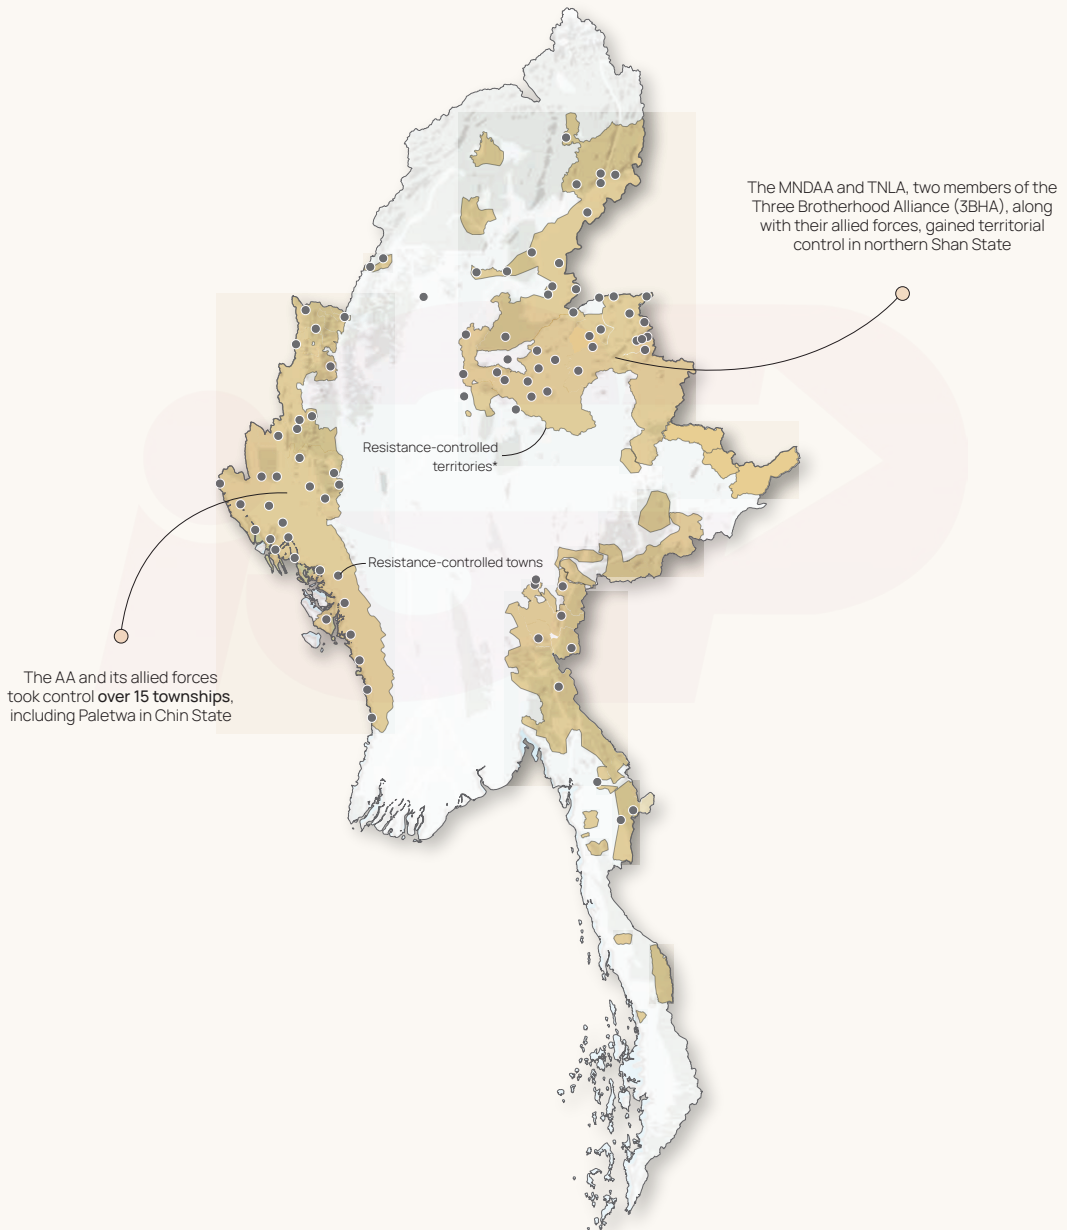 The MNDAA and TNLA, two members of the
Three Brotherhood Alliance (3BHA), along
with their allied forces, gained territorial
control in northern Shan State
Resistance-controlled
territories*
Resistance-controlled towns
The AA and its allied forces
took control over 15 townships,
including Paletwa in Chin State